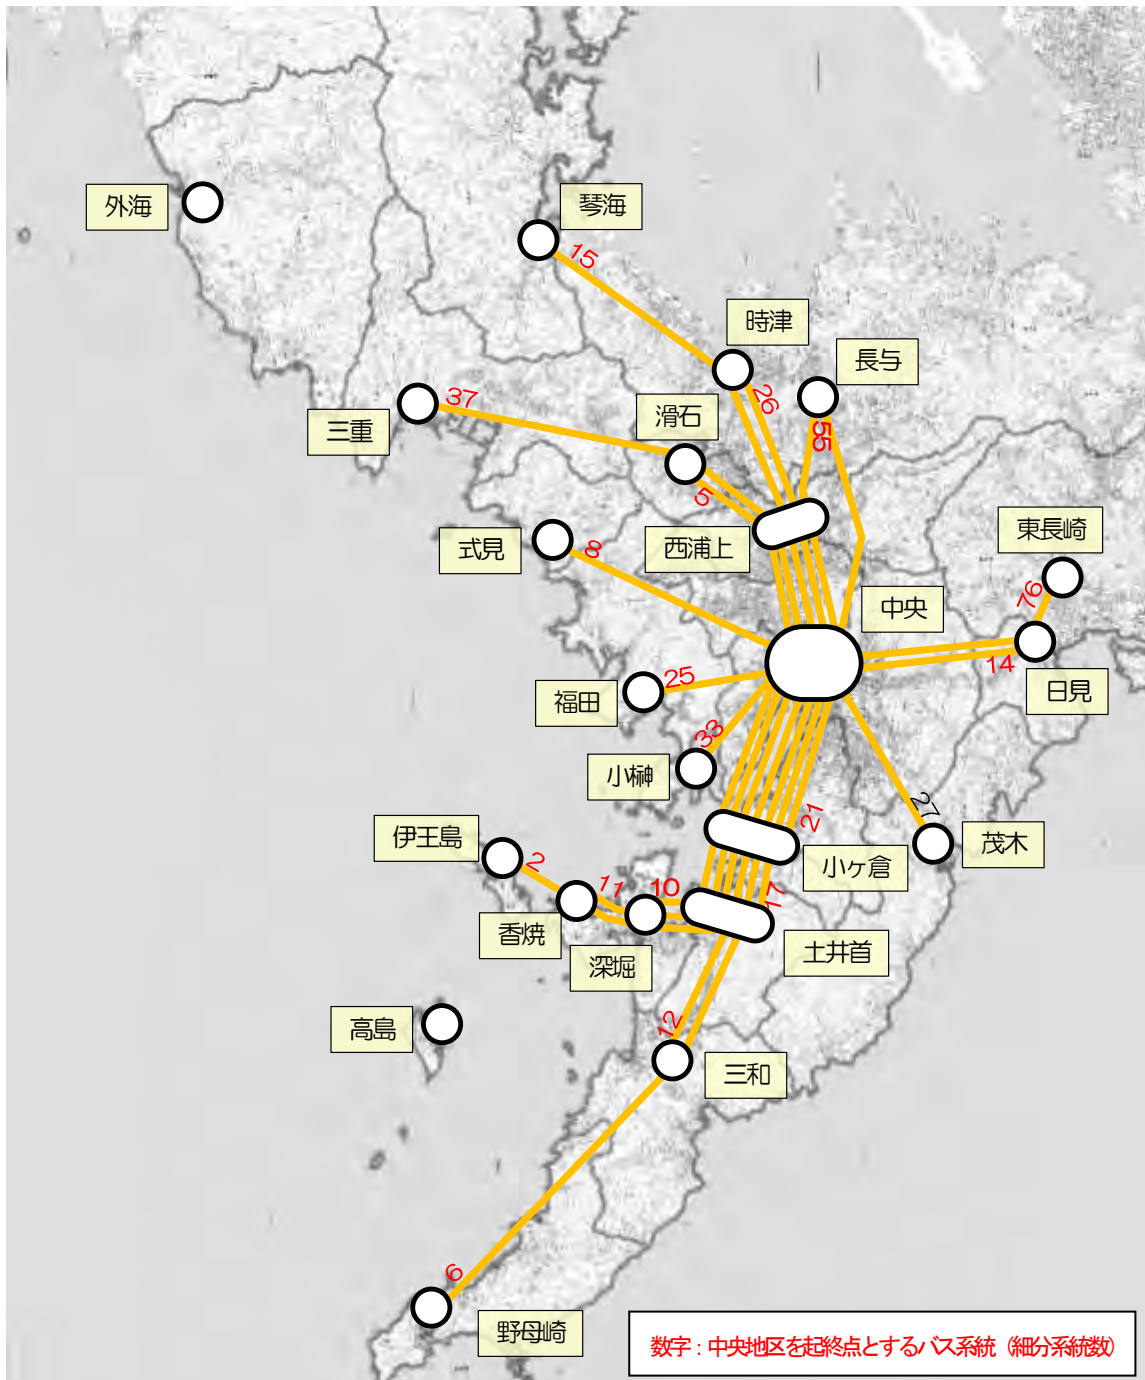 外海
琴海
15
時津
長与
26
37
三重
滑石
55
5
式見
8
西浦上
東長崎
76
中央
14
日見
福田
25
小榊
33
伊王島
2
21
27
茂木
小ヶ倉
香焼
11
10
17
深堀
土井首
高島
12
三和
6
野母崎
数字：中央地区を起終点とするバス系統（細分系統数）